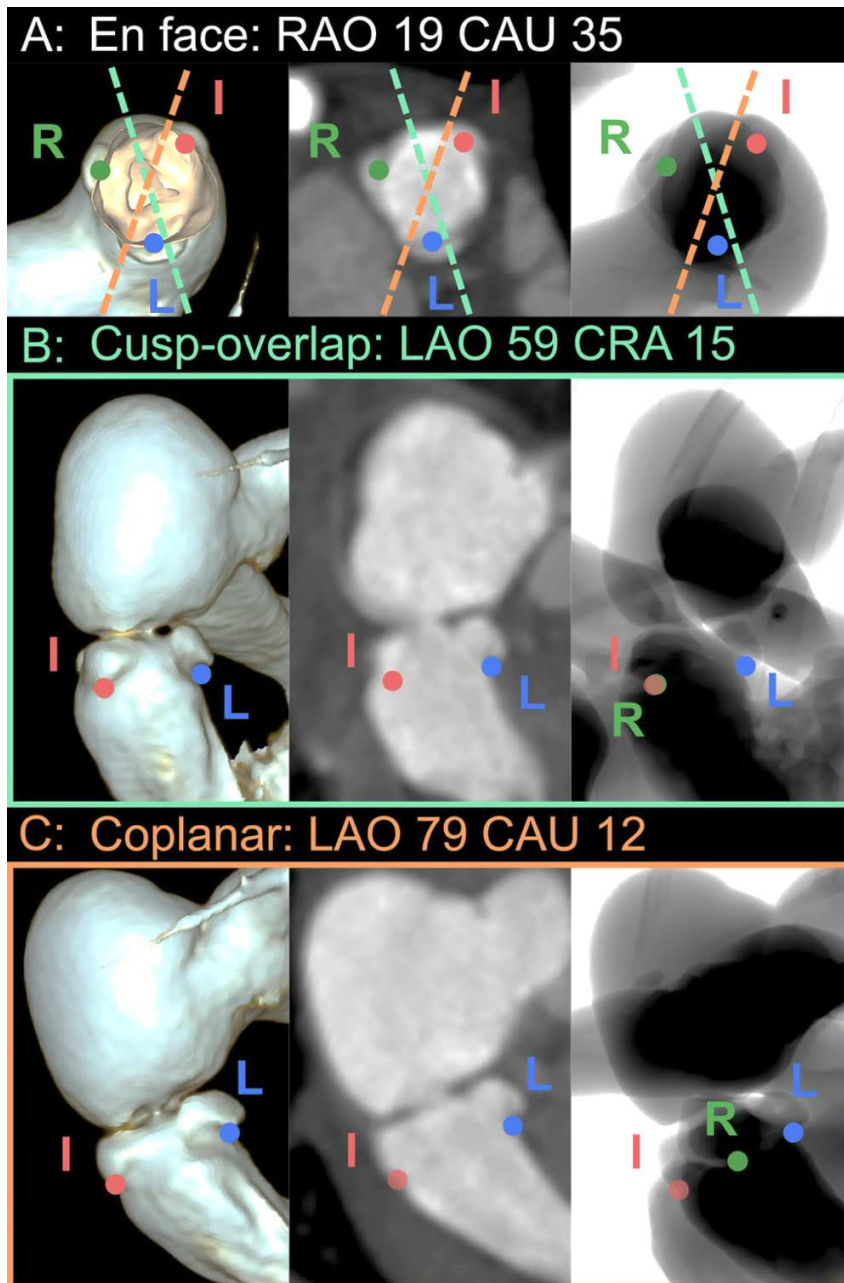 A: En face: RAO 19 CAU 35
I I I
R R R
L L L
B: Cusp-overlap: LAO 59 CRA 15
I I I
L L R L
C: Coplanar: LAO 79 CAU 12
L L L
I I I R